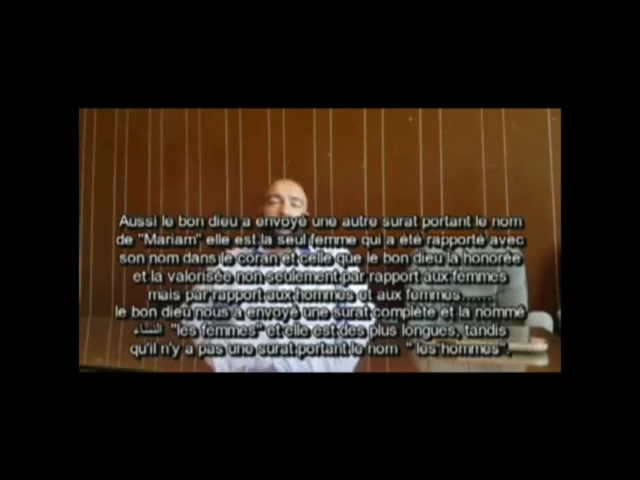 Aussi le bon dieu a envoyé une autre surat portant le nom
de "Mariam" elle est la seul femme qui a été rapporté avec
son nom dans le coran et celle que le bon dieu la honorée
et la valorisée non seulement par rapport aux femmes
mais par rapport aux hommes et aux femmes......
le bon dieu nous a envoyé une surat complète et la nommé
النساء "les femmes" et elle est des plus longues, tandis
qu'il n'y a pas une surat portant le nom " les hommes",